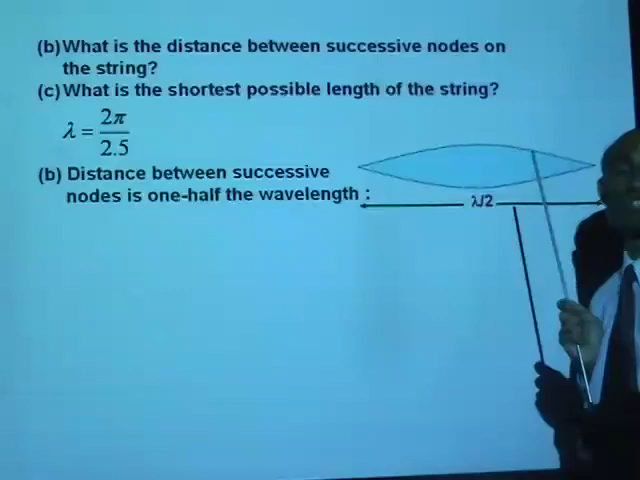 (b) What is the distance between successive nodes on
the string?
(c) What is the shortest possible length of the string?
λ = 2π/2.5
(b) Distance between successive
nodes is one-half the wavelength :
λ/2